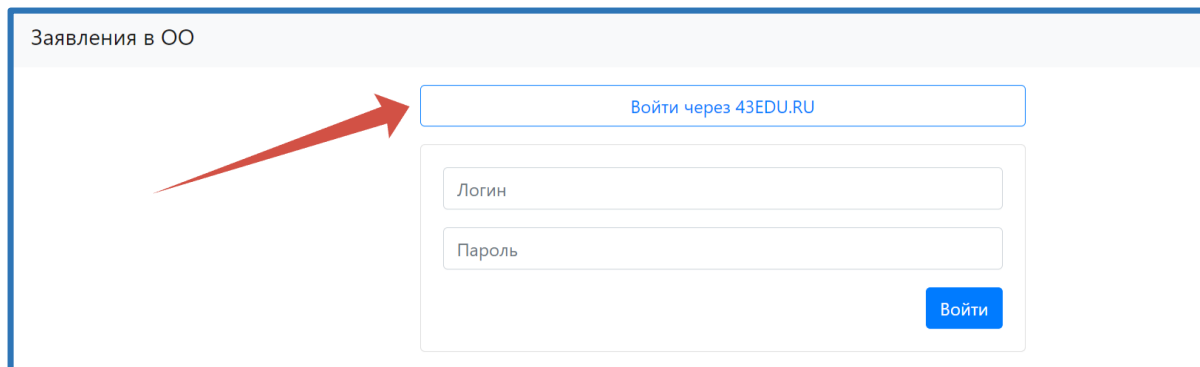 Заявления в ОО
Войти через 43EDU.RU
Логин
Пароль
Войти